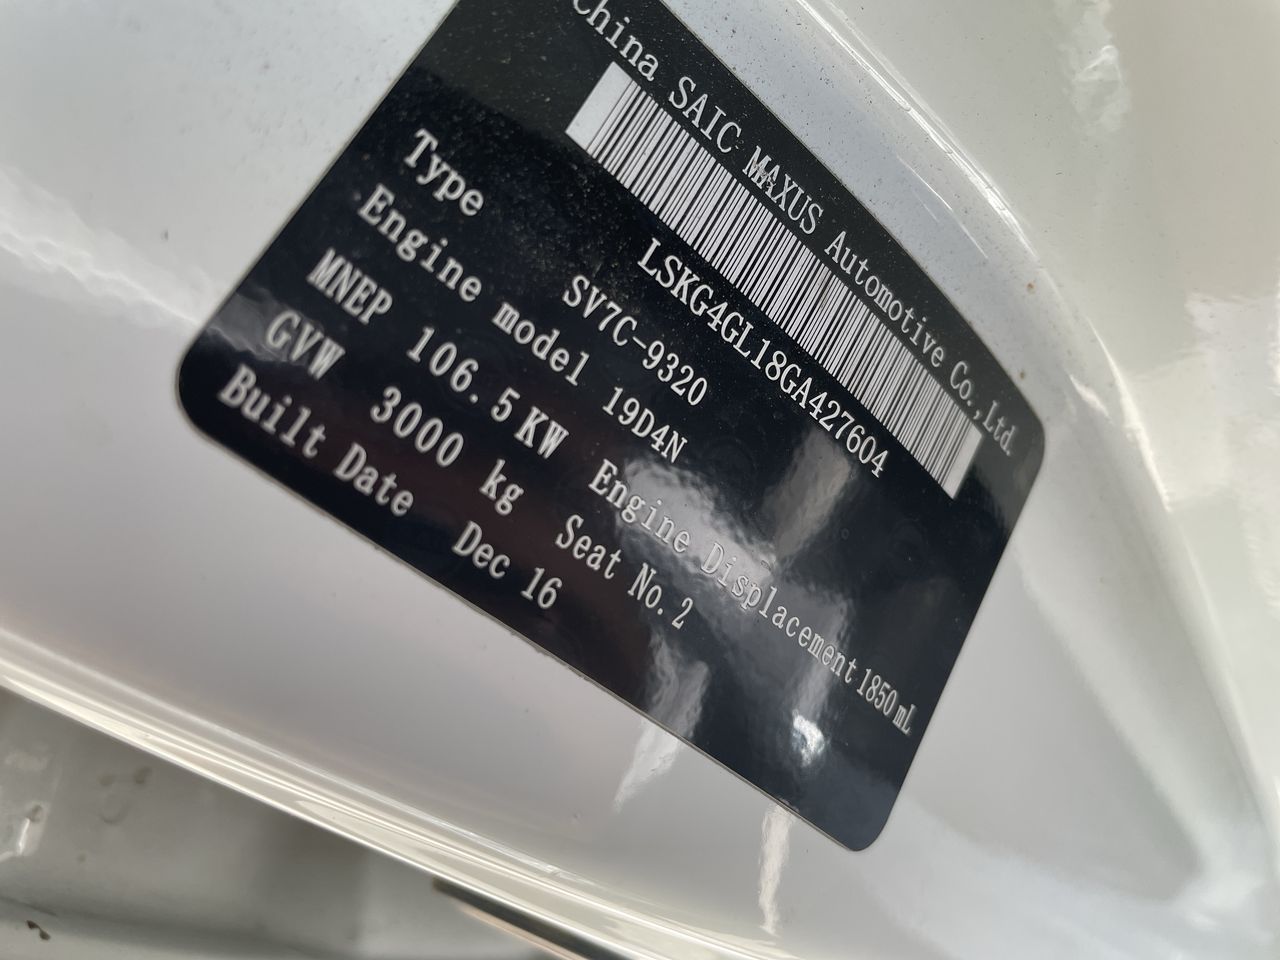 China SAIC MAXUS Automotive Co.,Ltd.
LSKG4GL18GA427604
Type SV7C-9320
Engine model 19D4N
MNEP 106.5KW Engine Displacement 1850mL
GVW 3000 kg Seat No. 2
Built Date Dec 16